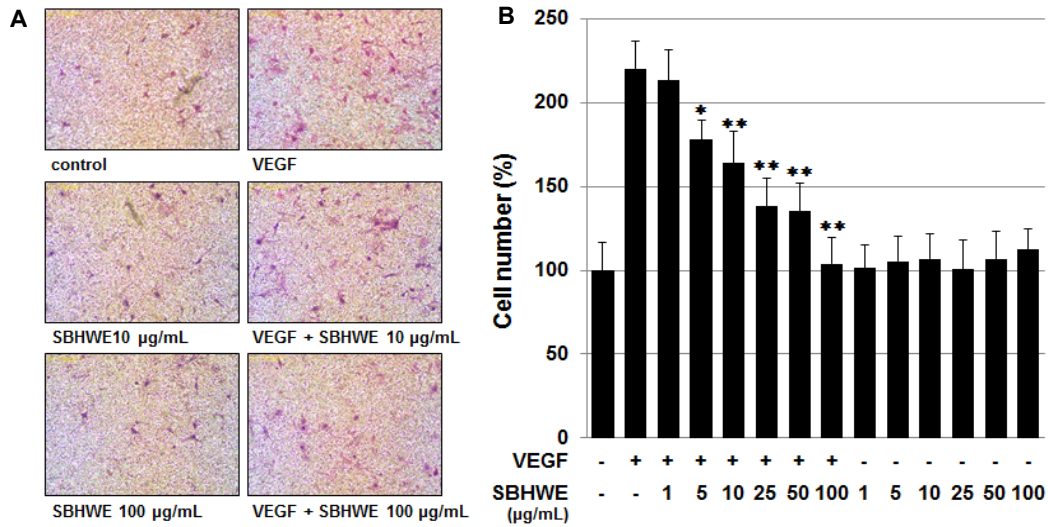 A
control
VEGF
SBHWE10 µg/mL
VEGF + SBHWE 10 µg/mL
SBHWE 100 µg/mL
VEGF + SBHWE 100 µg/mL
B
Cell number (%)
250
200
150
100
50
0
* ** ** ** **
VEGF - + + + + + + + - - - - - -
SBHWE - - 1 5 10 25 50 100 1 5 10 25 50 100
(µg/mL)